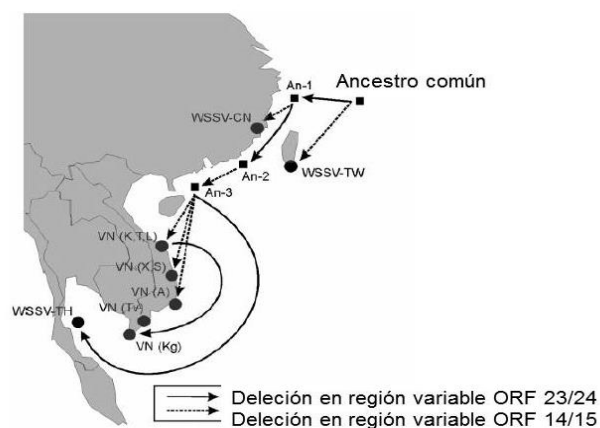 An-1
Ancestro común
WSSV-CN
An-2
WSSV-TW
An-3
VN (K,T,L)
VN (X,S)
VN (A)
VN (Tv)
WSSV-TH
VN (Kg)
Deleción en región variable ORF 23/24
Deleción en región variable ORF 14/15